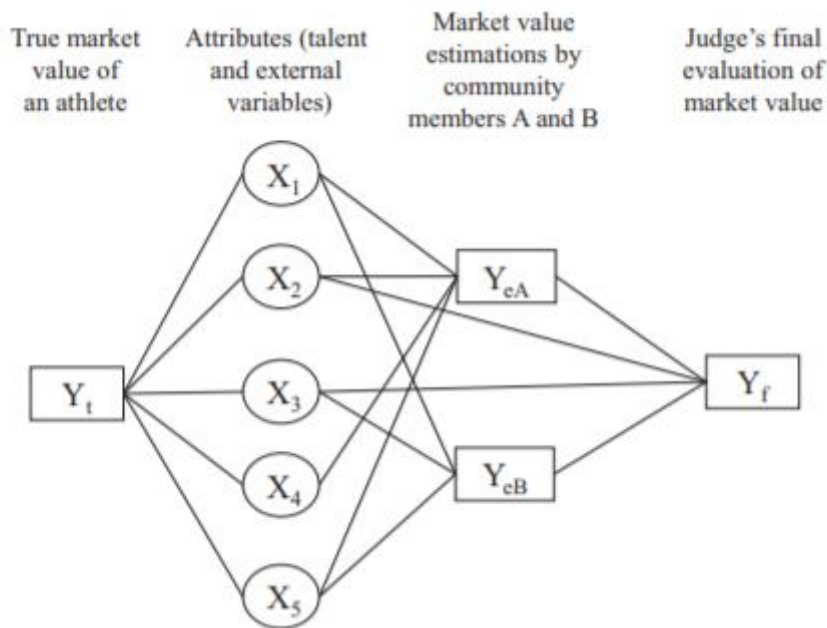 True market
value of
an athlete
Attributes (talent
and external
variables)
Market value
estimations by
community
members A and B
Judge's final
evaluation of
market value
X1
X2
YeA
Yt
X3
Yf
X4
YeB
X5